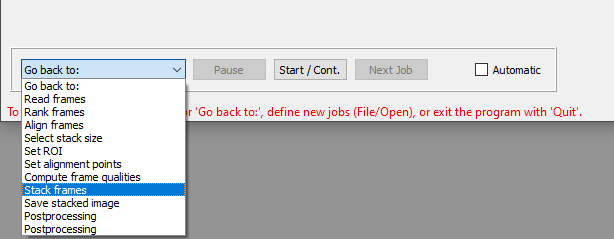 Go back to:
Pause
Start / Cont.
Next Job
Automatic
Go back to:
Read frames
Rank frames
Align frames
Select stack size
Set ROI
Set alignment points
Compute frame qualities
Stack frames
Save stacked image
Postprocessing
Postprocessing
To
or 'Go back to:', define new jobs (File/Open), or exit the program with 'Quit'.